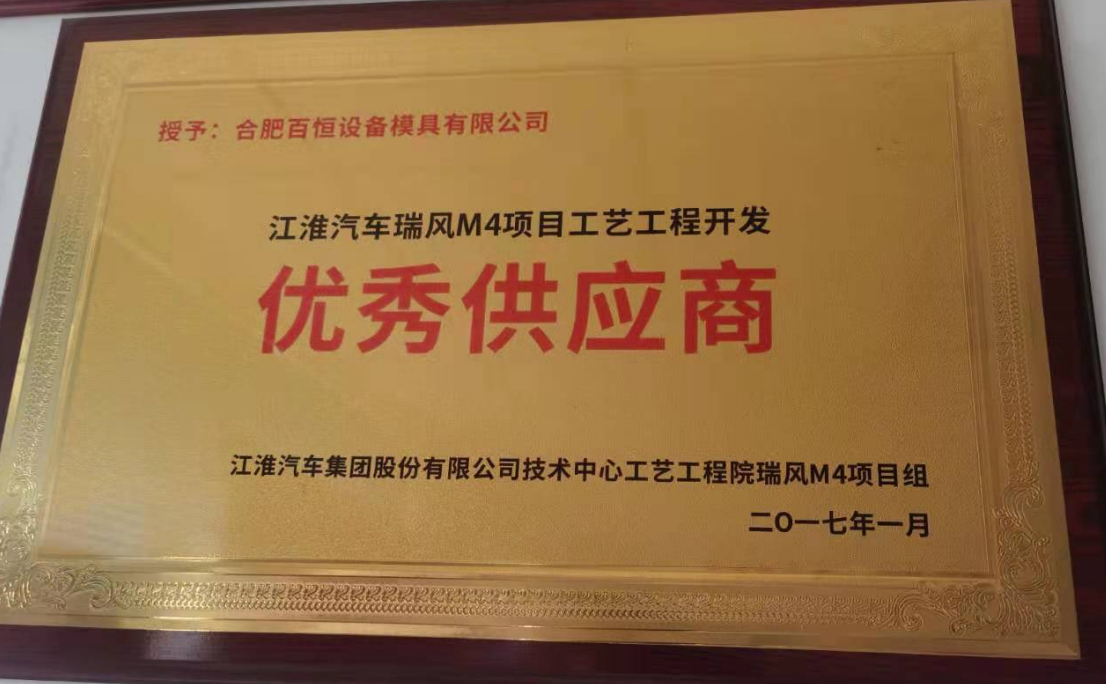 授予：合肥百恒设备模具有限公司
江淮汽车瑞风M4项目工艺工程开发
优秀供应商
江淮汽车集团股份有限公司技术中心工艺工程院瑞风M4项目组
二O一七年一月